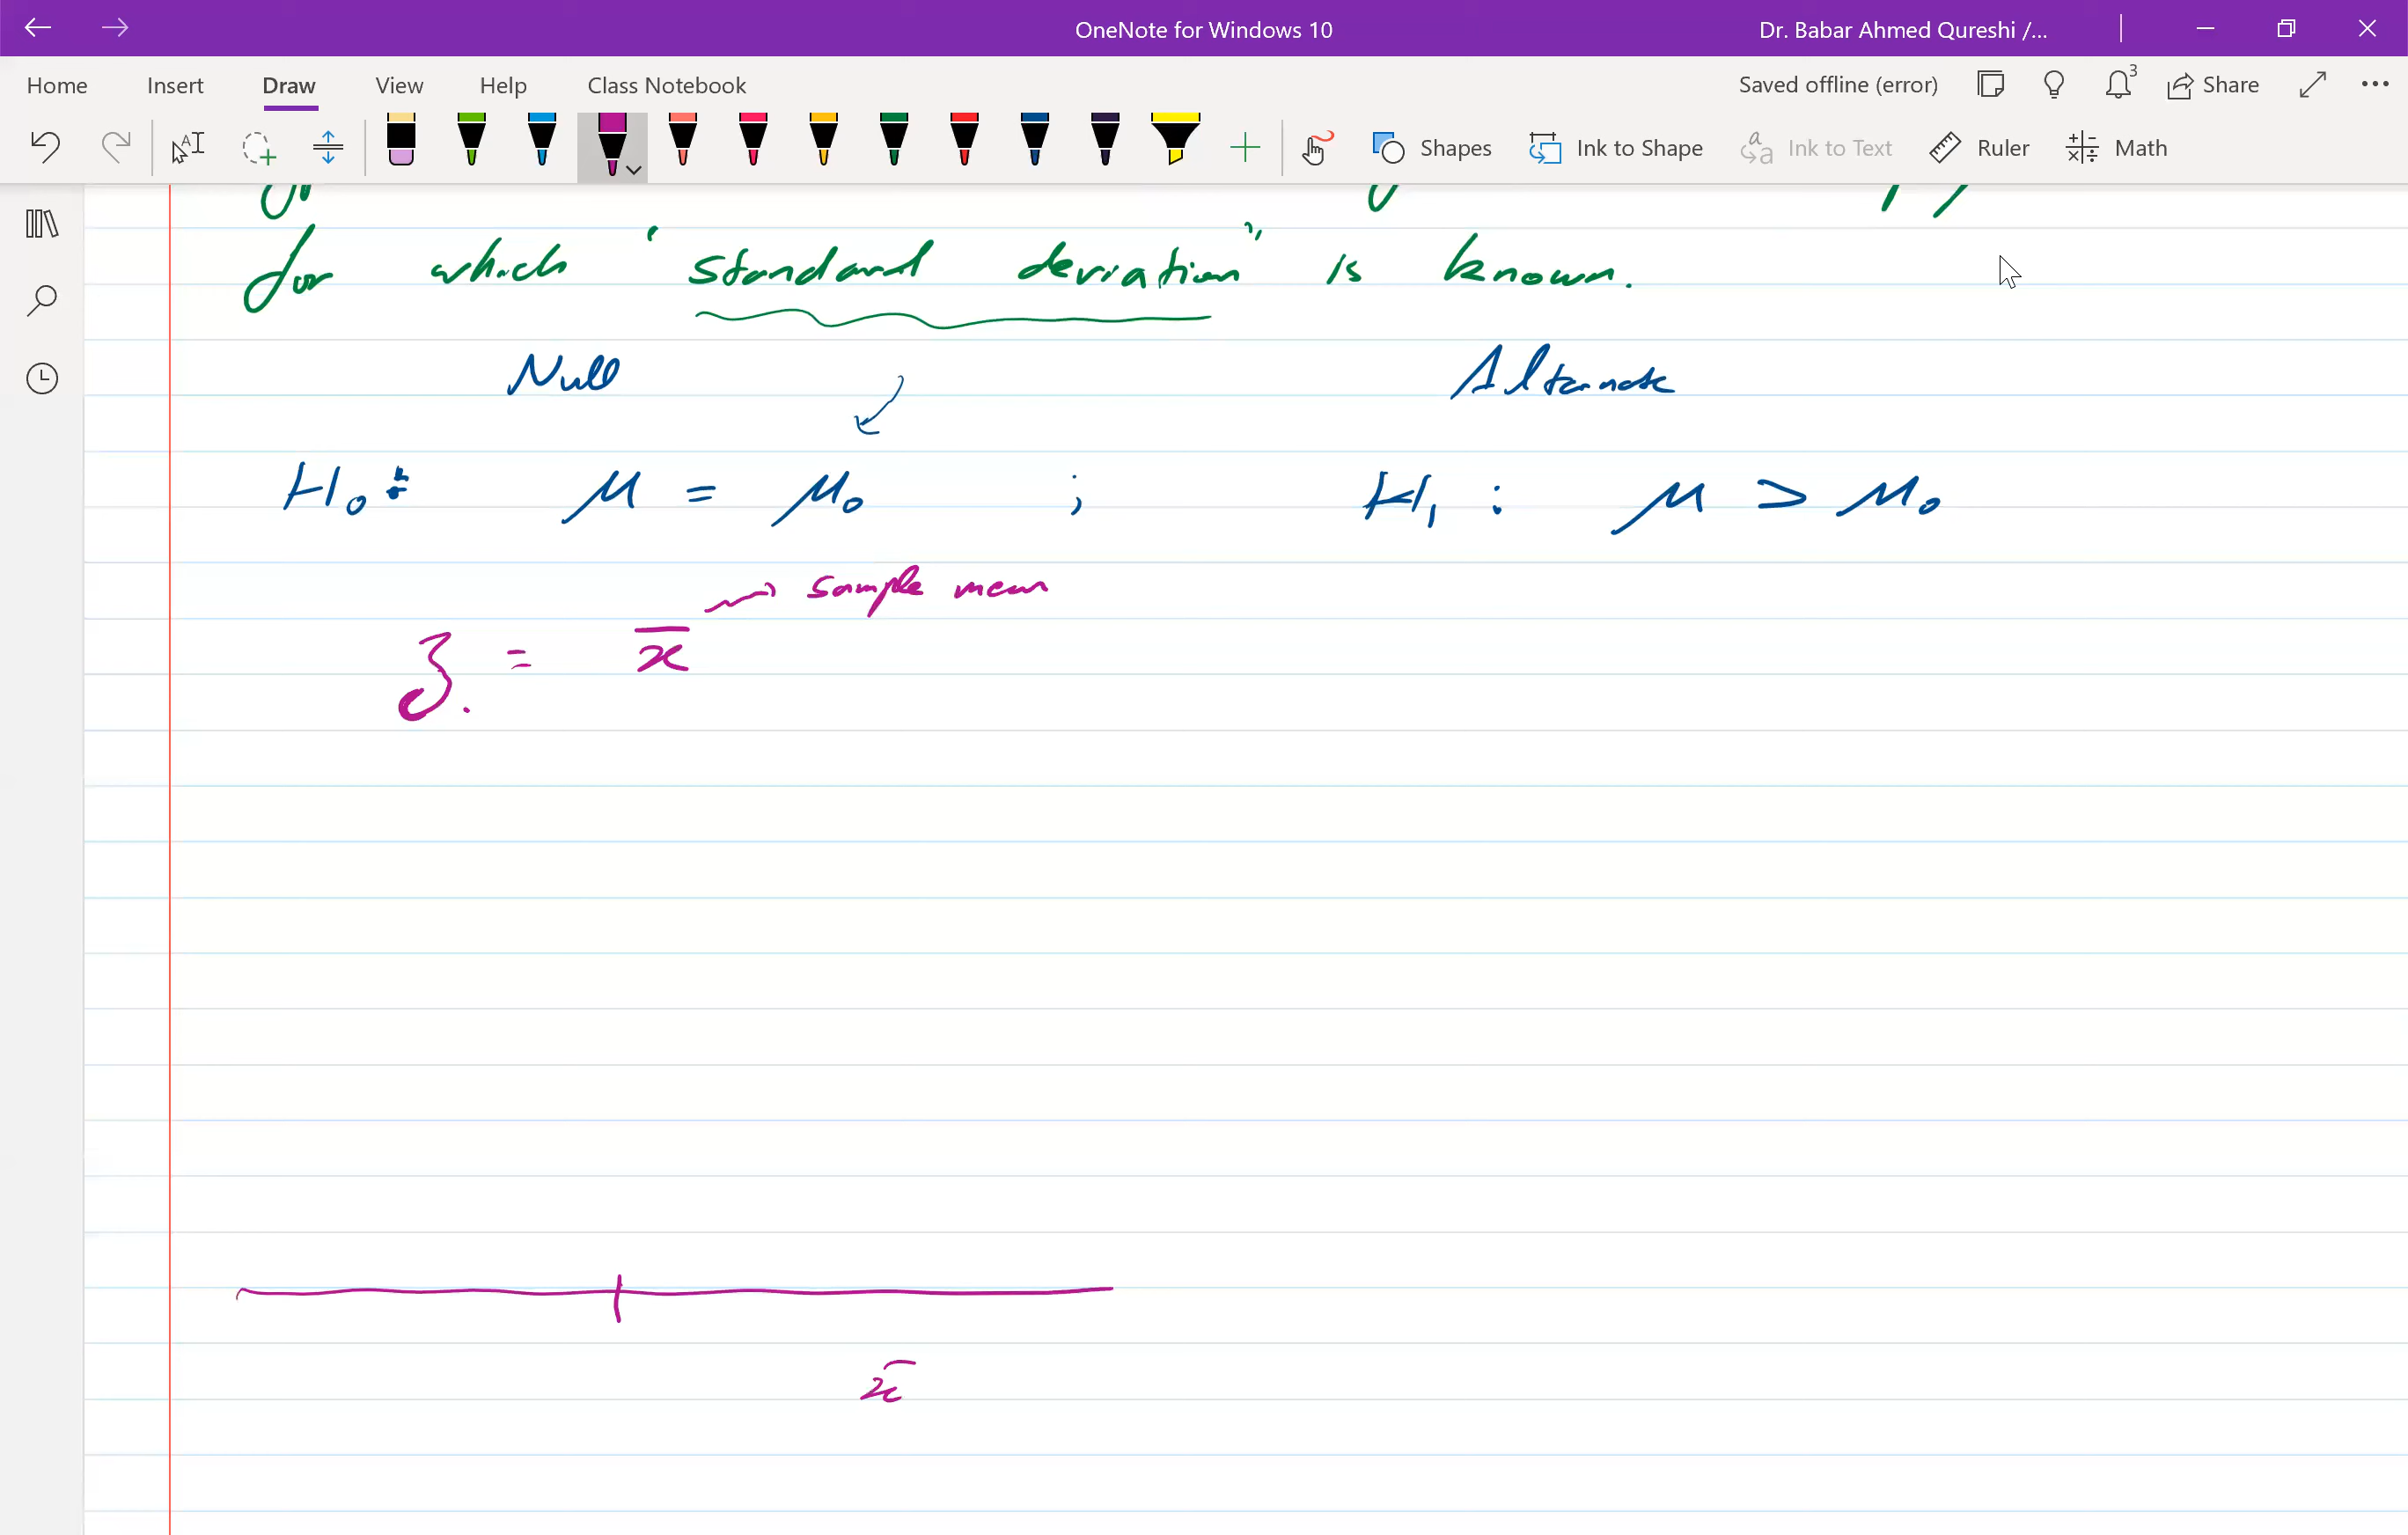 OneNote for Windows 10 Dr. Babar Ahmed Qureshi /...
Home Insert Draw View Help Class Notebook Saved offline (error) 3 Share
Shapes Ink to Shape Ink to Text Ruler Math
for which "standard deviation" is known.
Null Alternate
H₀: μ = μ₀ ; H₁: μ > μ₀
sample mean
z = x̄
x̄